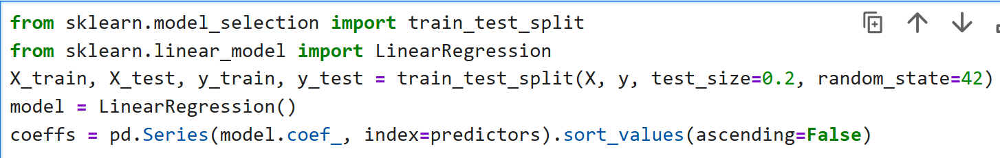 from sklearn.model_selection import train_test_split
from sklearn.linear_model import LinearRegression
X_train, X_test, y_train, y_test = train_test_split(X, y, test_size=0.2, random_state=42)
model = LinearRegression()
coeffs = pd.Series(model.coef_, index=predictors).sort_values(ascending=False)